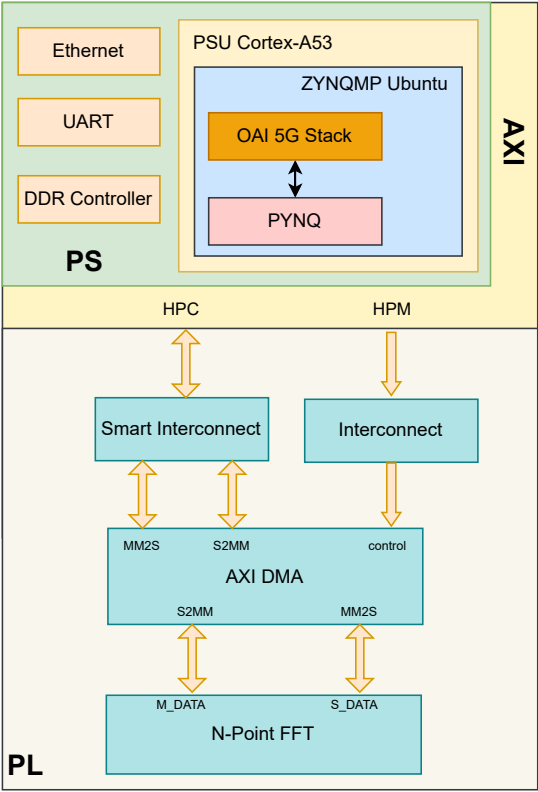 Ethernet
UART
DDR Controller
PS
PSU Cortex-A53
ZYNQMP Ubuntu
OAI 5G Stack
PYNQ
AXI
HPC
HPM
Smart Interconnect
Interconnect
MM2S
S2MM
control
AXI DMA
S2MM
MM2S
M_DATA
S_DATA
N-Point FFT
PL